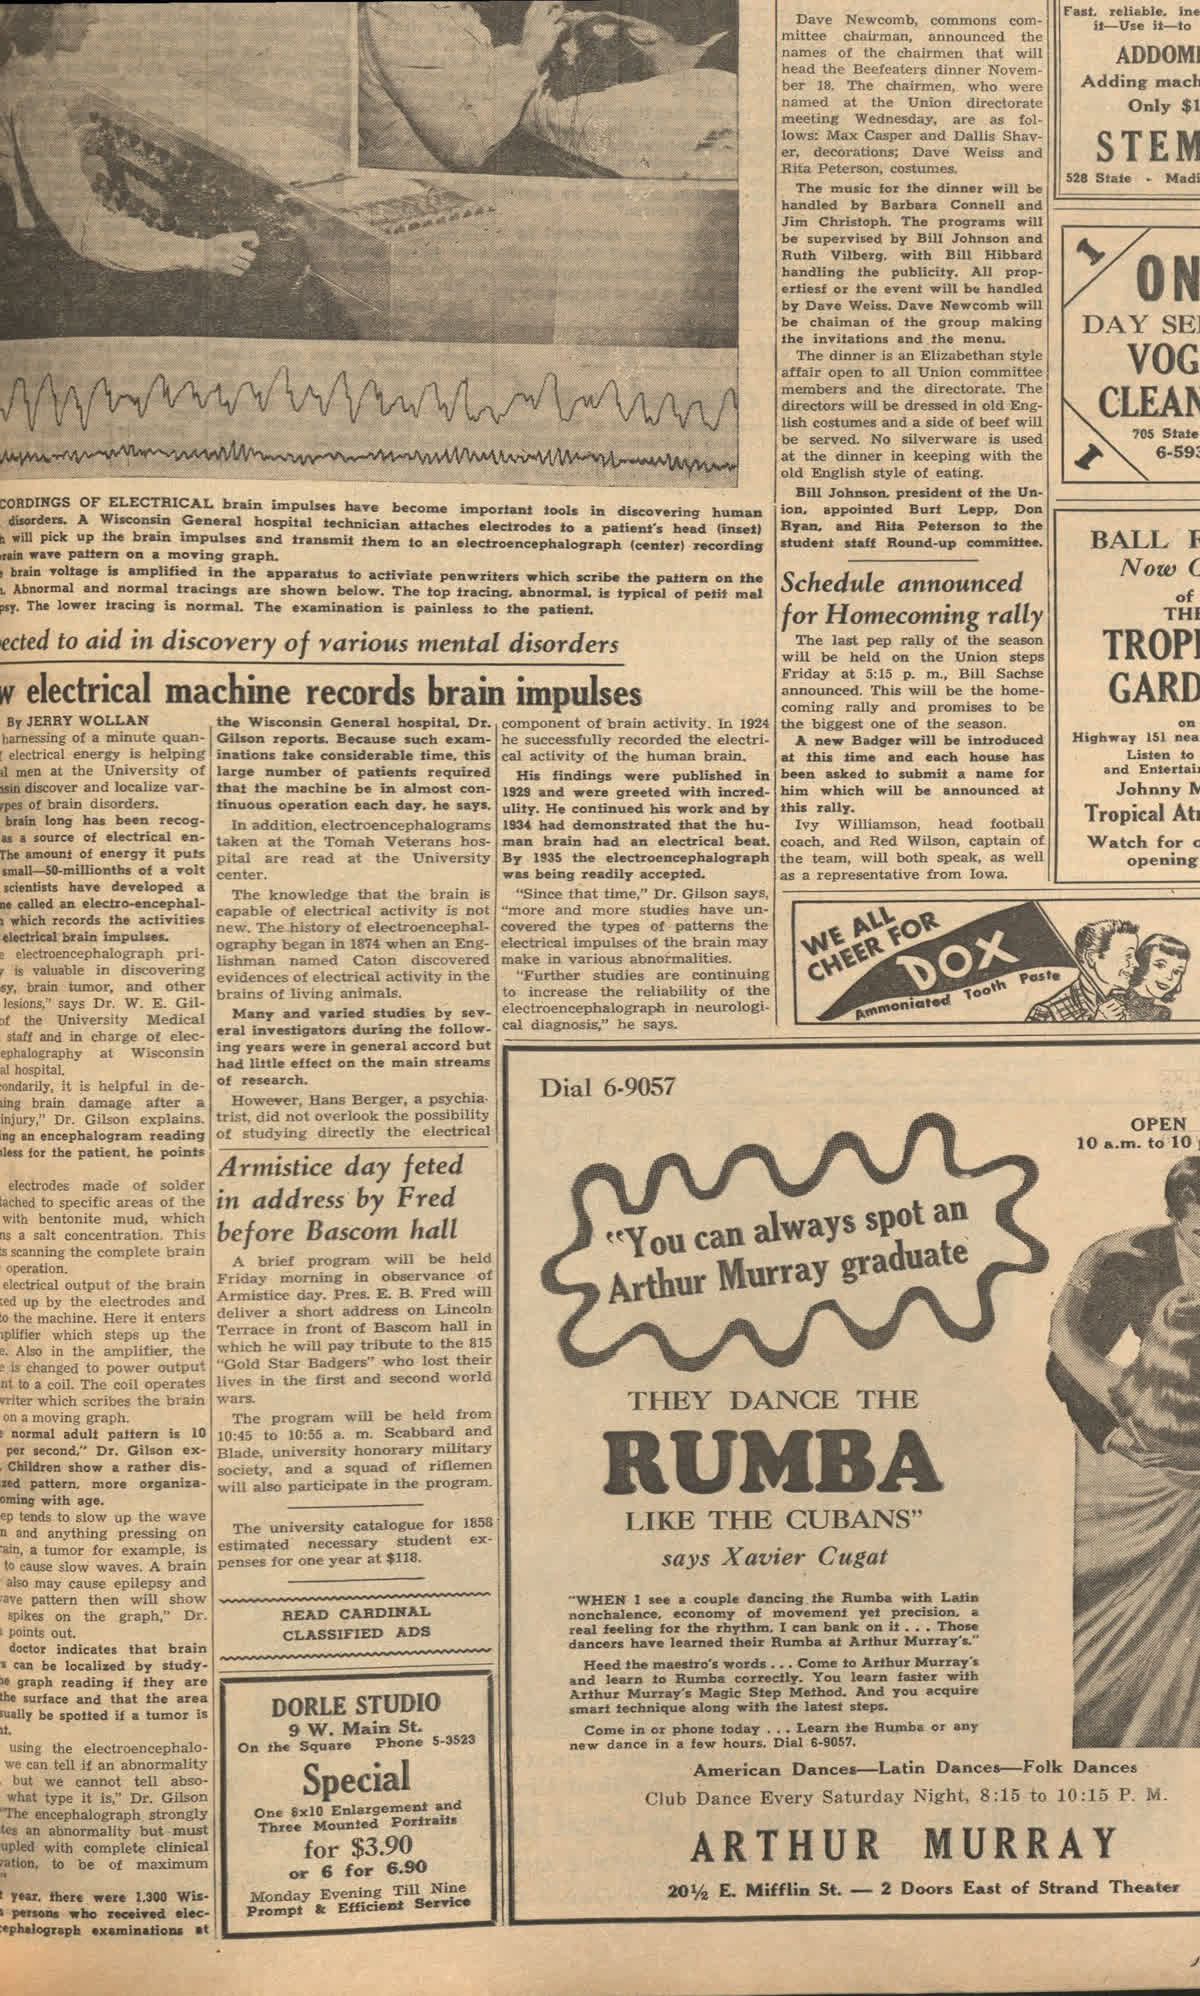 CORDINGS OF ELECTRICAL brain impulses have become important tools in discovering human
disorders. A Wisconsin General hospital technician attaches electrodes to a patient's head (inset)
h will pick up the brain impulses and transmit them to an electroencephalograph (center) recording
rain wave pattern on a moving graph.
e brain voltage is amplified in the apparatus to activiate penwriters which scribe the pattern on the
. Abnormal and normal tracings are shown below. The top tracing, abnormal, is typical of petit mal
psy. The lower tracing is normal. The examination is painless to the patient.
pected to aid in discovery of various mental disorders
w electrical machine records brain impulses
By JERRY WOLLAN
harnessing of a minute quan-
f electrical energy is helping
al men at the University of
nsin discover and localize var-
ypes of brain disorders.
brain long has been recog-
as a source of electrical en-
The amount of energy it puts
small—50-millionths of a volt
scientists have developed a
ne called an electro-encephal-
which records the activities
electrical brain impulses.
e electroencephalograph pri-
y is valuable in discovering
sy, brain tumor, and other
lesions," says Dr. W. E. Gil-
of the University Medical
staff and in charge of elec-
ephalography at Wisconsin
al hospital.
condarily, it is helpful in de-
ning brain damage after a
injury," Dr. Gilson explains.
ing an encephalogram reading
nless for the patient, he points
electrodes made of solder
tached to specific areas of the
with bentonite mud, which
ns a salt concentration. This
ts scanning the complete brain
operation.
electrical output of the brain
ked up by the electrodes and
to the machine. Here it enters
mplifier which steps up the
e. Also in the amplifier, the
e is changed to power output
nt to a coil. The coil operates
writer which scribes the brain
on a moving graph.
e normal adult pattern is 10
per second," Dr. Gilson ex-
. Children show a rather dis-
zed pattern, more organiza-
oming with age.
ep tends to slow up the wave
n and anything pressing on
rain, a tumor for example, is
to cause slow waves. A brain
also may cause epilepsy and
wave pattern then will show
spikes on the graph," Dr.
points out.
doctor indicates that brain
s can be localized by study-
he graph reading if they are
the surface and that the area
sually be spotted if a tumor is
nt.
using the electroencephalo-
we can tell if an abnormality
, but we cannot tell abso-
what type it is," Dr. Gilson
"The encephalograph strongly
tes an abnormality but must
upled with complete clinical
vation, to be of maximum
"
t year, there were 1,300 Wis-
n persons who received elec-
cephalograph examinations at
the Wisconsin General hospital, Dr.
Gilson reports. Because such exam-
inations take considerable time, this
large number of patients required
that the machine be in almost con-
tinuous operation each day, he says.
In addition, electroencephalograms
taken at the Tomah Veterans hos-
pital are read at the University
center.
The knowledge that the brain is
capable of electrical activity is not
new. The history of electroencephal-
ography began in 1874 when an Eng-
lishman named Caton discovered
evidences of electrical activity in the
brains of living animals.
Many and varied studies by sev-
eral investigators during the follow-
ing years were in general accord but
had little effect on the main streams
of research.
However, Hans Berger, a psychia-
trist, did not overlook the possibility
of studying directly the electrical
component of brain activity. In 1924
he successfully recorded the electri-
cal activity of the human brain.
His findings were published in
1929 and were greeted with incred-
ulity. He continued his work and by
1934 had demonstrated that the hu-
man brain had an electrical beat.
By 1935 the electroencephalograph
was being readily accepted.
"Since that time," Dr. Gilson says,
"more and more studies have un-
covered the types of patterns the
electrical impulses of the brain may
make in various abnormalities.
"Further studies are continuing
to increase the reliability of the
electroencephalograph in neurologi-
cal diagnosis," he says.
Armistice day feted
in address by Fred
before Bascom hall
A brief program will be held
Friday morning in observance of
Armistice day. Pres. E. B. Fred will
deliver a short address on Lincoln
Terrace in front of Bascom hall in
which he will pay tribute to the 815
"Gold Star Badgers" who lost their
lives in the first and second world
wars.
The program will be held from
10:45 to 10:55 a. m. Scabbard and
Blade, university honorary military
society, and a squad of riflemen
will also participate in the program.
The university catalogue for 1858
estimated necessary student ex-
penses for one year at $118.
READ CARDINAL
CLASSIFIED ADS
DORLE STUDIO
9 W. Main St.
On the Square Phone 5-3523
Special
One 8x10 Enlargement and
Three Mounted Portraits
for $3.90
or 6 for 6.90
Monday Evening Till Nine
Prompt & Efficient Service
Dave Newcomb, commons com-
mittee chairman, announced the
names of the chairmen that will
head the Beefeaters dinner Novem-
ber 18. The chairmen, who were
named at the Union directorate
meeting Wednesday, are as fol-
lows: Max Casper and Dallis Shav-
er, decorations; Dave Weiss and
Rita Peterson, costumes.
The music for the dinner will be
handled by Barbara Connell and
Jim Christoph. The programs will
be supervised by Bill Johnson and
Ruth Vilberg, with Bill Hibbard
handling the publicity. All prop-
ertiesf or the event will be handled
by Dave Weiss. Dave Newcomb will
be chaiman of the group making
the invitations and the menu.
The dinner is an Elizabethan style
affair open to all Union committee
members and the directorate. The
directors will be dressed in old Eng-
lish costumes and a side of beef will
be served. No silverware is used
at the dinner in keeping with the
old English style of eating.
Bill Johnson, president of the Un-
ion, appointed Burt Lepp, Don
Ryan, and Rita Peterson to the
student staff Round-up committee.
Schedule announced
for Homecoming rally
The last pep rally of the season
will be held on the Union steps
Friday at 5:15 p. m., Bill Sachse
announced. This will be the home-
coming rally and promises to be
the biggest one of the season.
A new Badger will be introduced
at this time and each house has
been asked to submit a name for
him which will be announced at
this rally.
Ivy Williamson, head football
coach, and Red Wilson, captain of
the team, will both speak, as well
as a representative from Iowa.
Fast, reliable, ine
it—Use it—to
ADDOM
Adding mach
Only $1
STEM
528 State - Madi
1
ON
DAY SE
VOG
CLEAN
705 State
6-593
1
BALL R
Now O
of
THE
TROPI
GARD
on
Highway 151 nea
Listen to
and Entertai
Johnny M
Tropical Atm
Watch for o
opening
WE ALL
CHEER FOR
DOX
Ammoniated Tooth Paste
Dial 6-9057
OPEN
10 a.m. to 10
"You can always spot an
Arthur Murray graduate
THEY DANCE THE
RUMBA
LIKE THE CUBANS"
says Xavier Cugat
"WHEN I see a couple dancing the Rumba with Latin
nonchalence, economy of movement yet precision, a
real feeling for the rhythm, I can bank on it . . . Those
dancers have learned their Rumba at Arthur Murray's."
Heed the maestro's words . . . Come to Arthur Murray's
and learn to Rumba correctly. You learn faster with
Arthur Murray's Magic Step Method. And you acquire
smart technique along with the latest steps.
Come in or phone today . . . Learn the Rumba or any
new dance in a few hours. Dial 6-9057.
American Dances—Latin Dances—Folk Dances
Club Dance Every Saturday Night, 8:15 to 10:15 P. M.
ARTHUR MURRAY
20½ E. Mifflin St. — 2 Doors East of Strand Theater